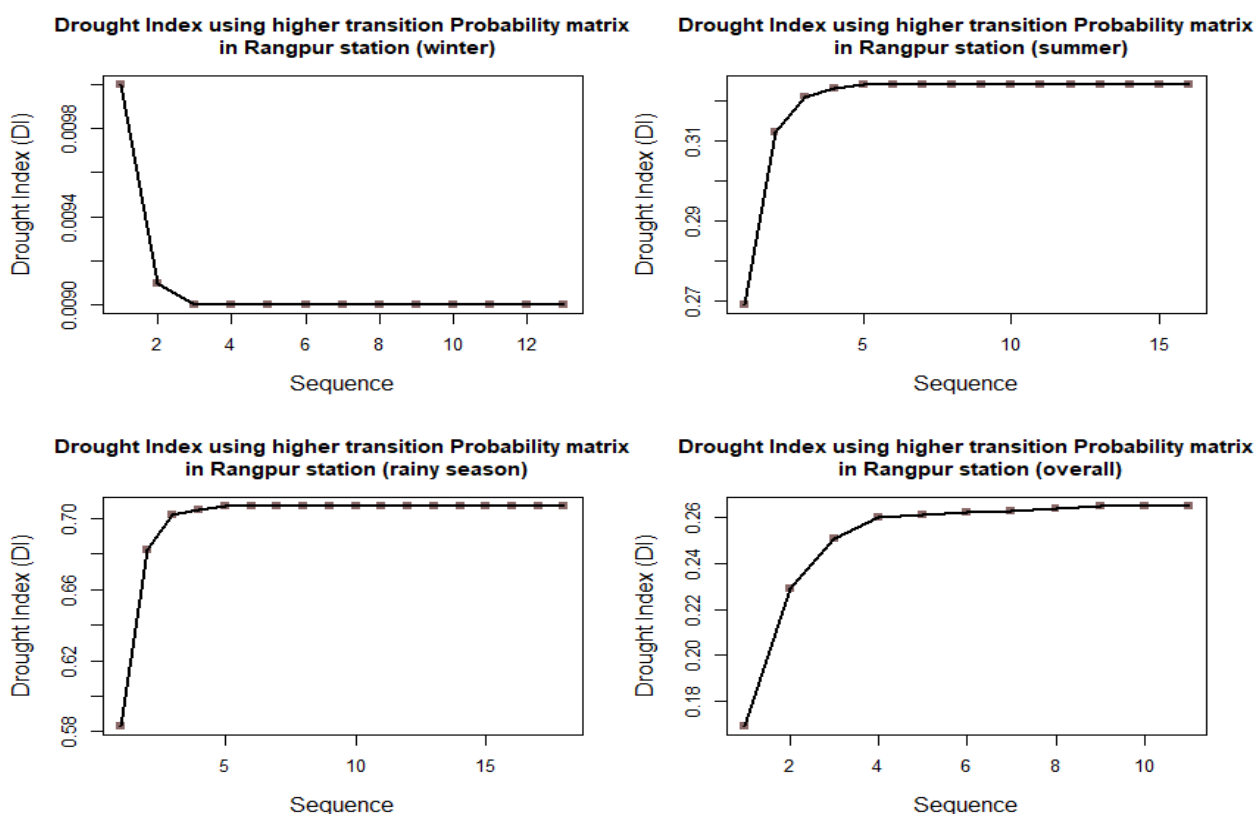 Drought Index using higher transition Probability matrix
in Rangpur station (winter)
Drought Index (DI)
0.0098
0.0094
0.0090
2
4
6
8
10
12
Sequence
Drought Index using higher transition Probability matrix
in Rangpur station (summer)
Drought Index (DI)
0.31
0.29
0.27
5
10
15
Sequence
Drought Index using higher transition Probability matrix
in Rangpur station (rainy season)
Drought Index (DI)
0.70
0.66
0.62
0.58
5
10
15
Sequence
Drought Index using higher transition Probability matrix
in Rangpur station (overall)
Drought Index (DI)
0.26
0.24
0.22
0.20
0.18
2
4
6
8
10
Sequence